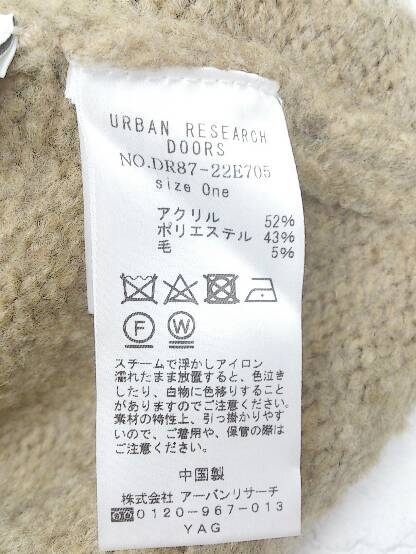 URBAN RESEARCH
DOORS
NO.DR87-22E705
size One
アクリル 52%
ポリエステル 43%
毛 5%
F W
スチームで浮かしアイロン
濡れたまま放置すると、色泣き
したり、白物に色移りすること
がありますのでご注意ください。
素材の特性上、引っ掛かりやす
いので、ご着用や、保管の際は
ご注意ください。
中国製
株式会社 アーバンリサーチ
0120-967-013
YAG